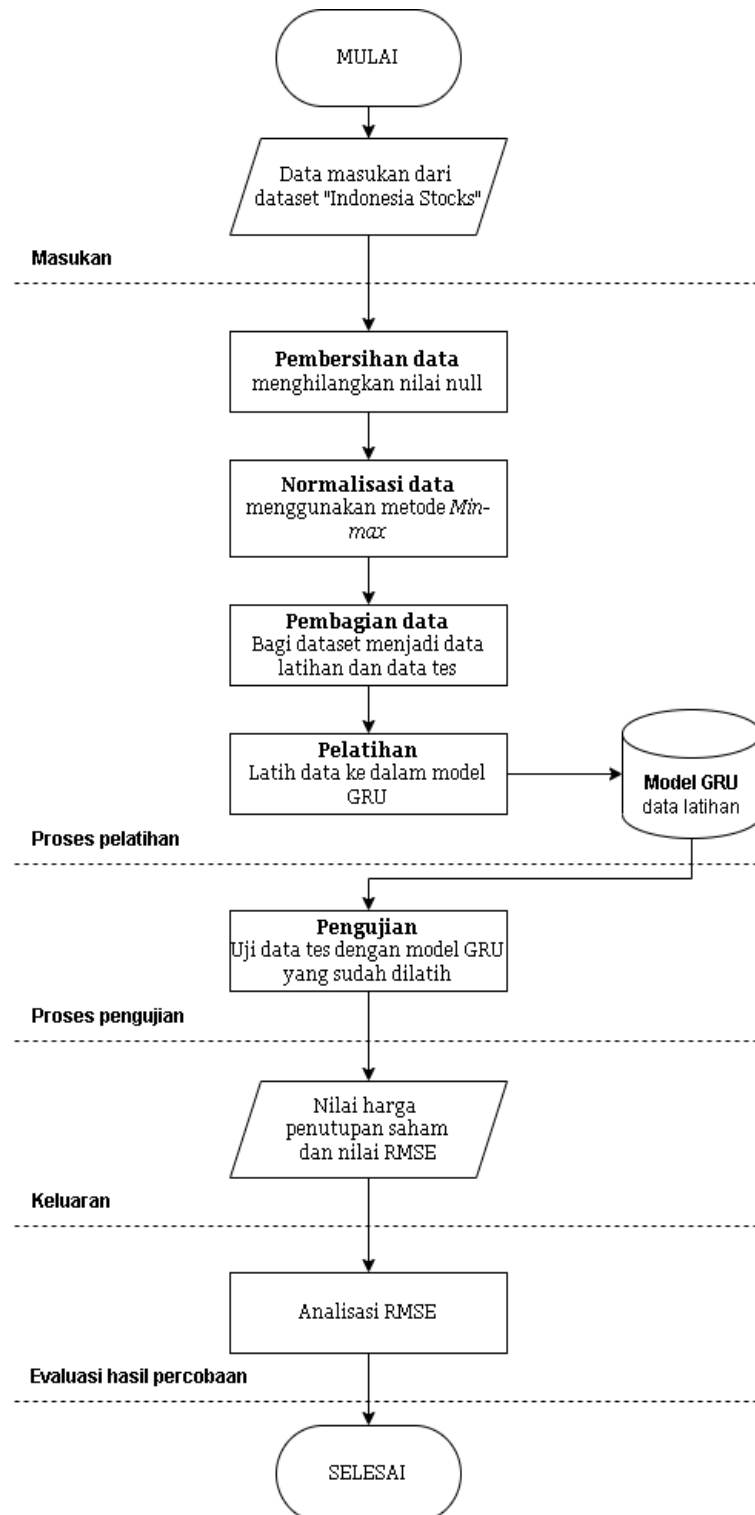 MULAI
Data masukan dari
dataset "Indonesia Stocks"
Masukan
Pembersihan data
menghilangkan nilai null
Normalisasi data
menggunakan metode Min-
max
Pembagian data
Bagi dataset menjadi data
latihan dan data tes
Pelatihan
Latih data ke dalam model
GRU
Model GRU
data latihan
Proses pelatihan
Pengujian
Uji data tes dengan model GRU
yang sudah dilatih
Proses pengujian
Nilai harga
penutupan saham
dan nilai RMSE
Keluaran
Analisasi RMSE
Evaluasi hasil percobaan
SELESAI